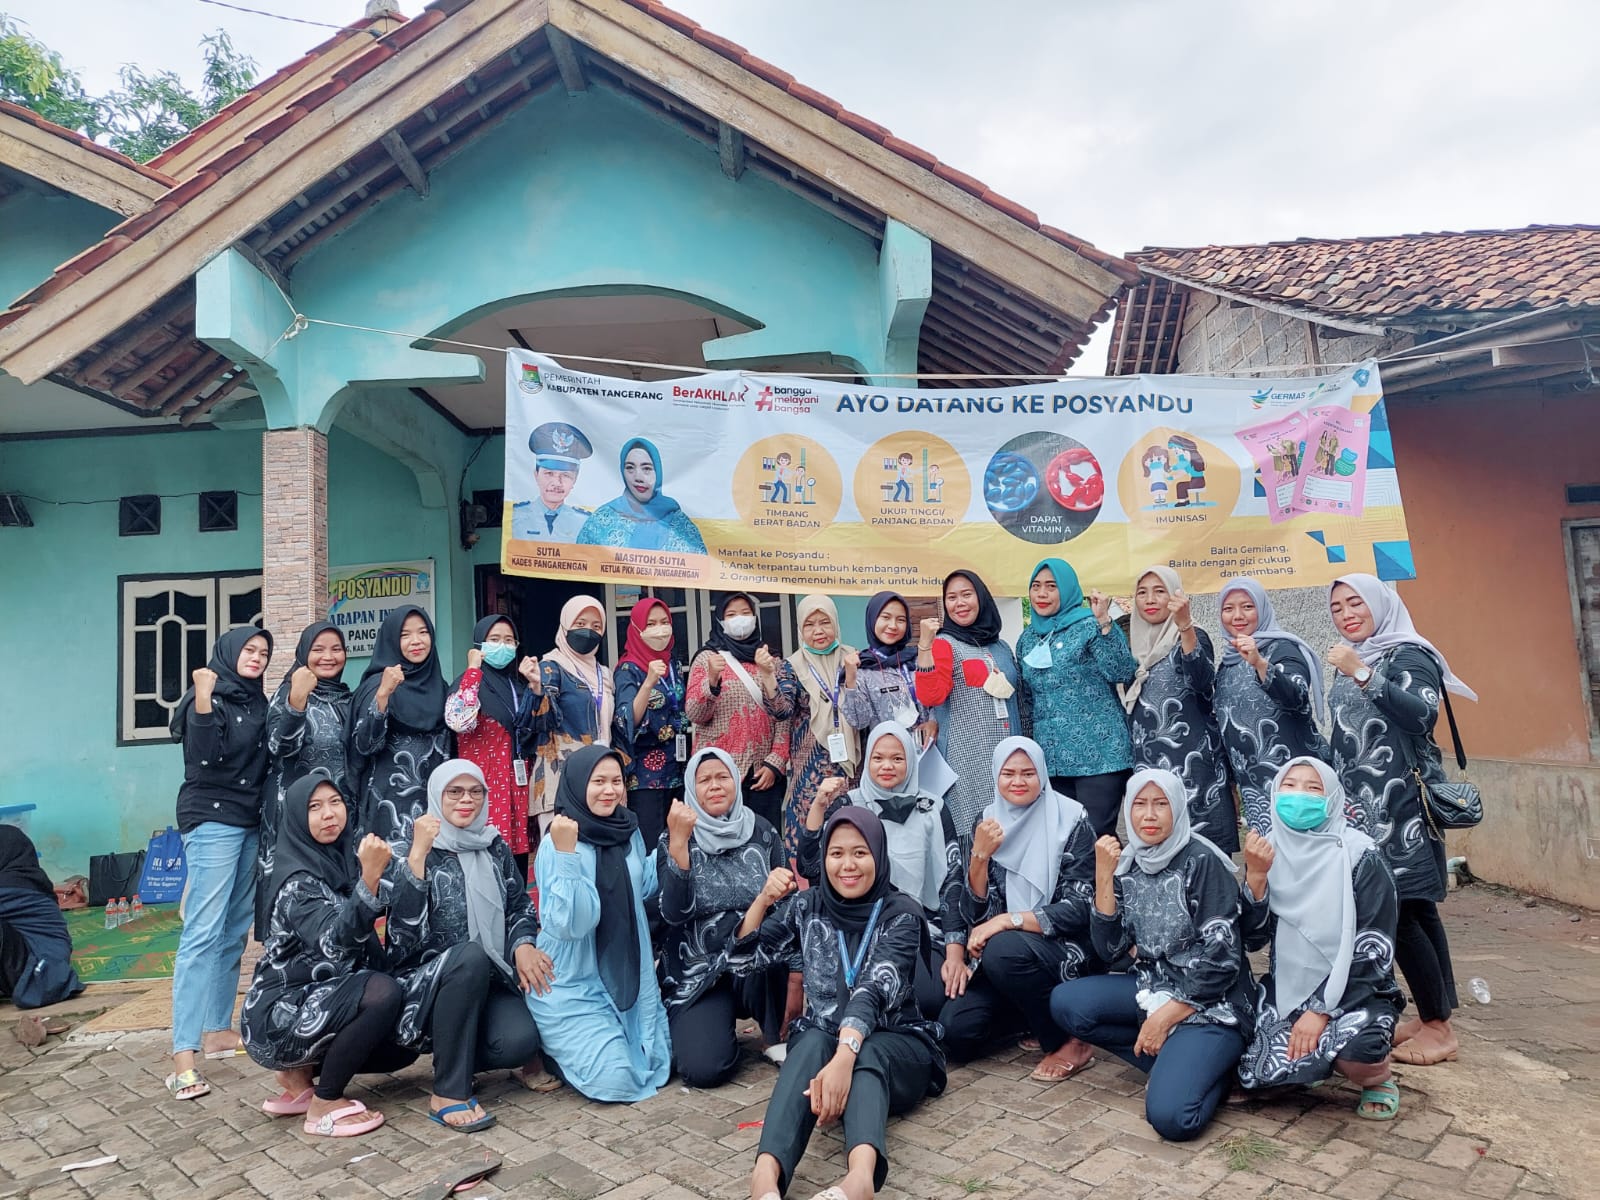 PEMERINTAH
KABUPATEN TANGERANG
BerAKHLAK
#bangga
melayani
bangsa
AYO DATANG KE POSYANDU
GERMAS
TIMBANG
BERAT BADAN
UKUR TINGGI/
PANJANG BADAN
DAPAT
VITAMIN A
IMUNISASI
SUTIA
KADES PANGARENGAN
MASITOH SUTIA
KETUA PKK DESA PANGARENGAN
Manfaat ke Posyandu :
1. Anak terpantau tumbuh kembangnya
2. Orangtua memenuhi hak anak untuk hidup
Balita Gemilang,
Balita dengan gizi cukup
dan seimbang.
POSYANDU